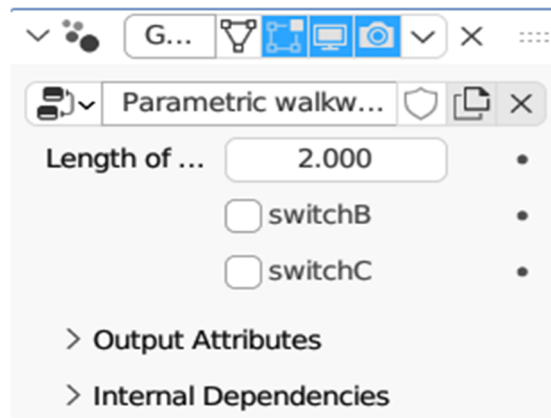 G...
Parametric walkw...
Length of ... 2.000
switchB
switchC
Output Attributes
Internal Dependencies